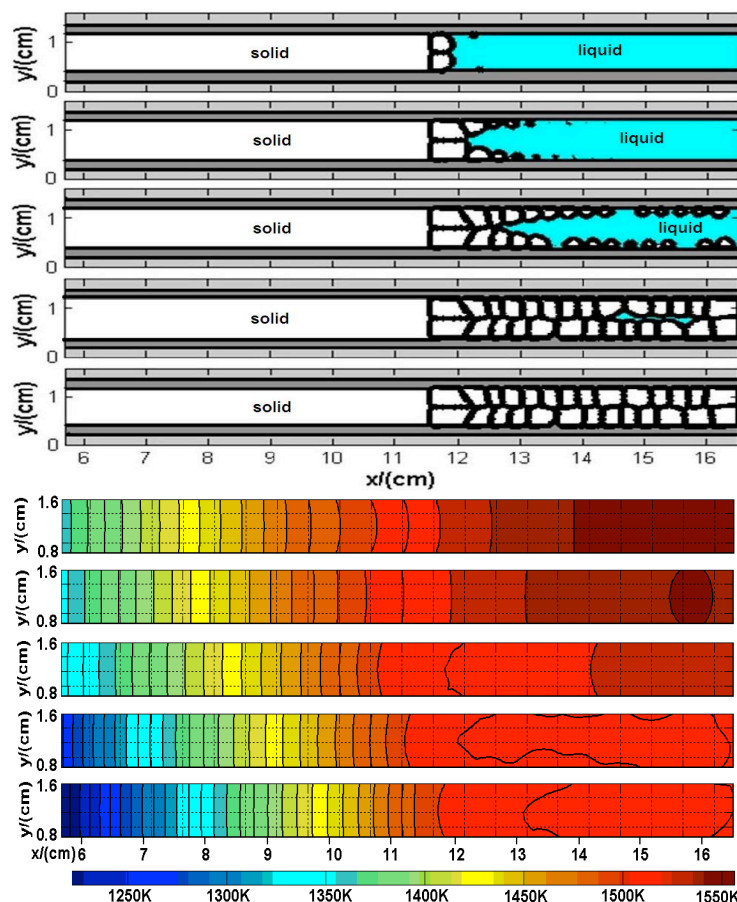 y/(cm)
1
0
solid
liquid
y/(cm)
1
0
solid
liquid
y/(cm)
1
0
solid
liquid
y/(cm)
1
0
solid
y/(cm)
1
0
solid
6 7 8 9 10 11 12 13 14 15 16
x/(cm)
y/(cm)
1.6
0.8
y/(cm)
1.6
0.8
y/(cm)
1.6
0.8
y/(cm)
1.6
0.8
y/(cm)
1.6
0.8
x/(cm) 6 7 8 9 10 11 12 13 14 15 16
1250K 1300K 1350K 1400K 1450K 1500K 1550K